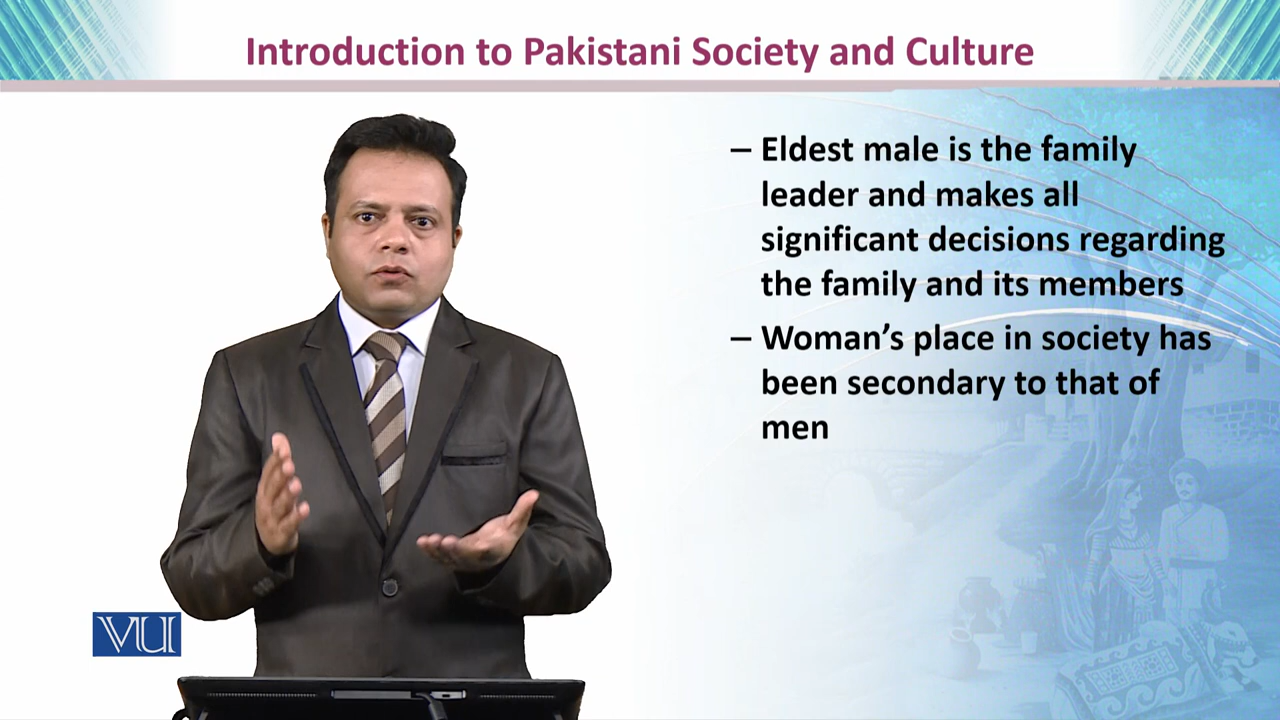 Introduction to Pakistani Society and Culture
– Eldest male is the family
leader and makes all
significant decisions regarding
the family and its members
– Woman’s place in society has
been secondary to that of
men
VU